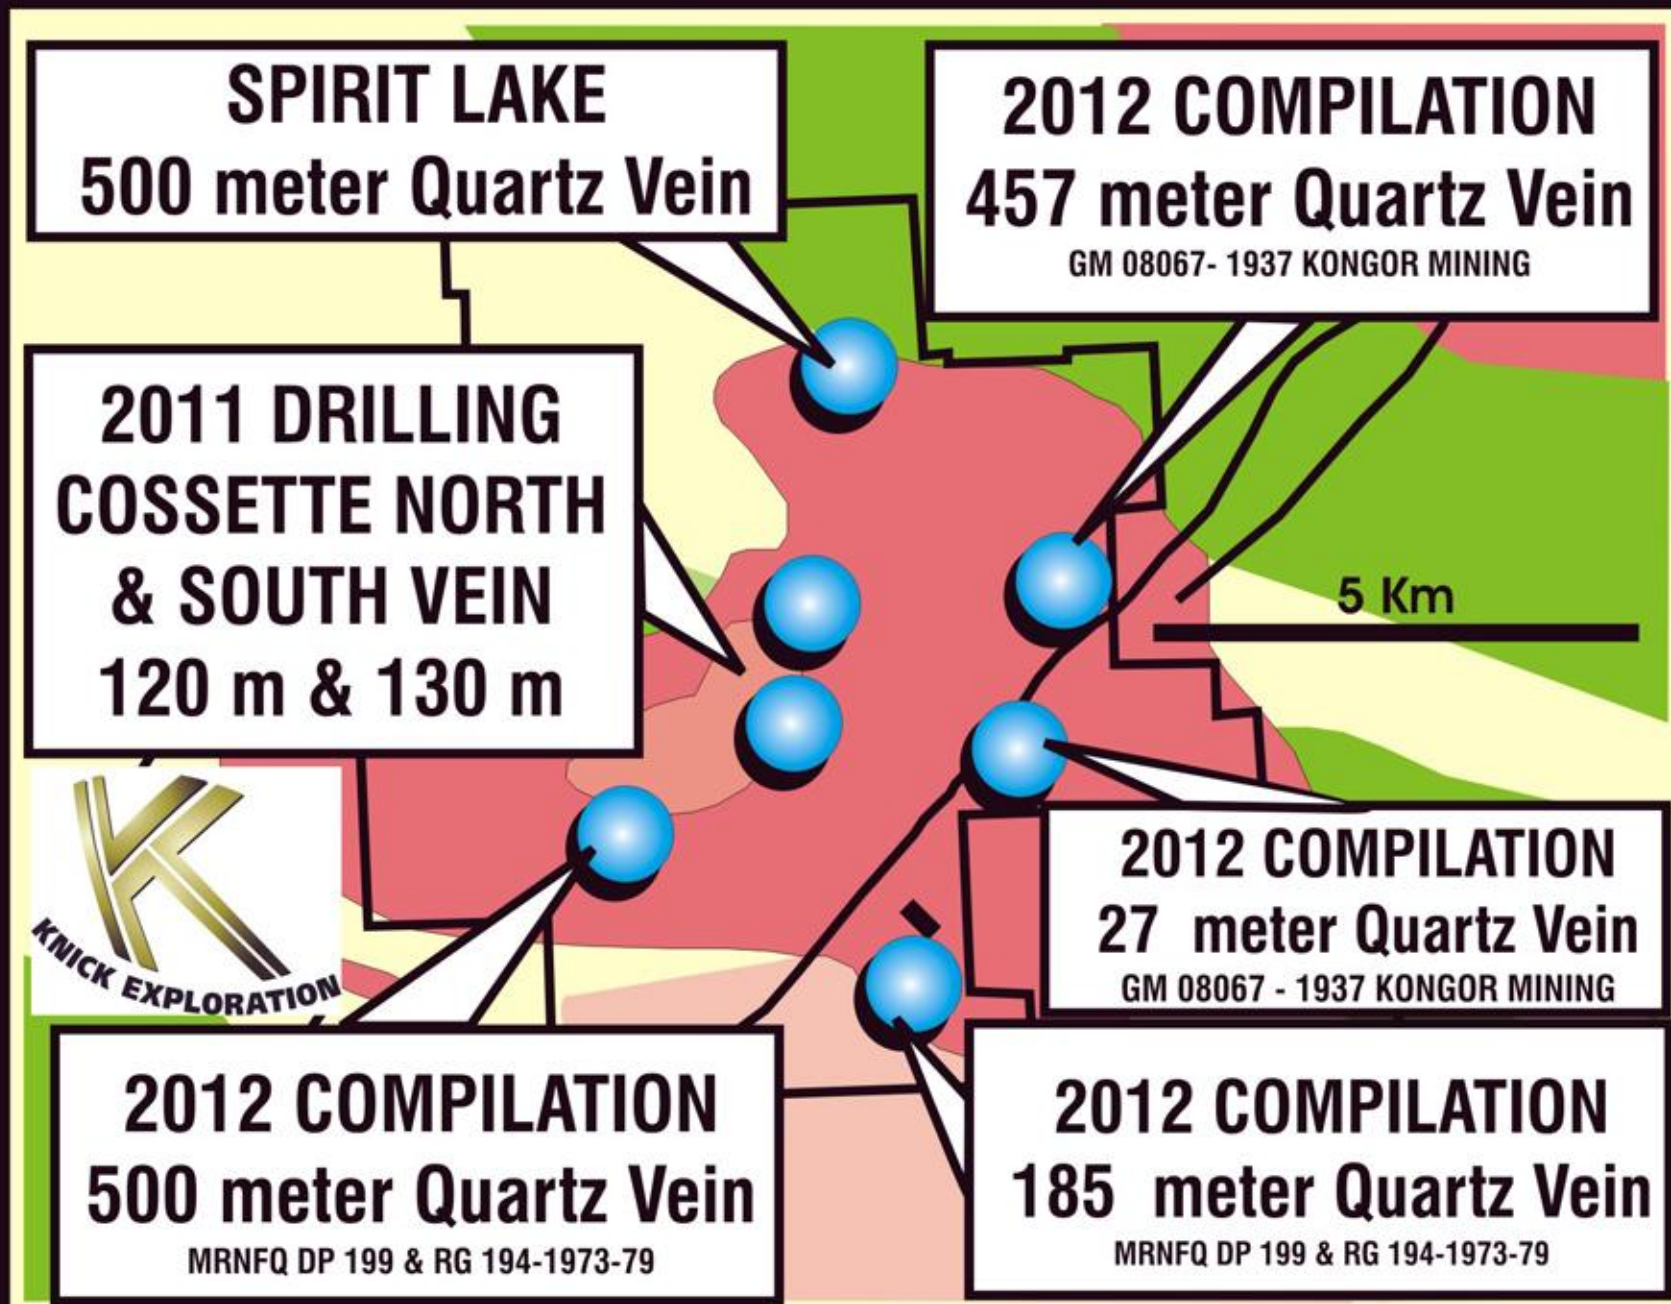 SPIRIT LAKE
500 meter Quartz Vein
2012 COMPILATION
457 meter Quartz Vein
GM 08067- 1937 KONGOR MINING
2011 DRILLING
COSSETTE NORTH
& SOUTH VEIN
120 m & 130 m
5 Km
KNICK EXPLORATION
2012 COMPILATION
27 meter Quartz Vein
GM 08067 - 1937 KONGOR MINING
2012 COMPILATION
500 meter Quartz Vein
MRNFQ DP 199 & RG 194-1973-79
2012 COMPILATION
185 meter Quartz Vein
MRNFQ DP 199 & RG 194-1973-79